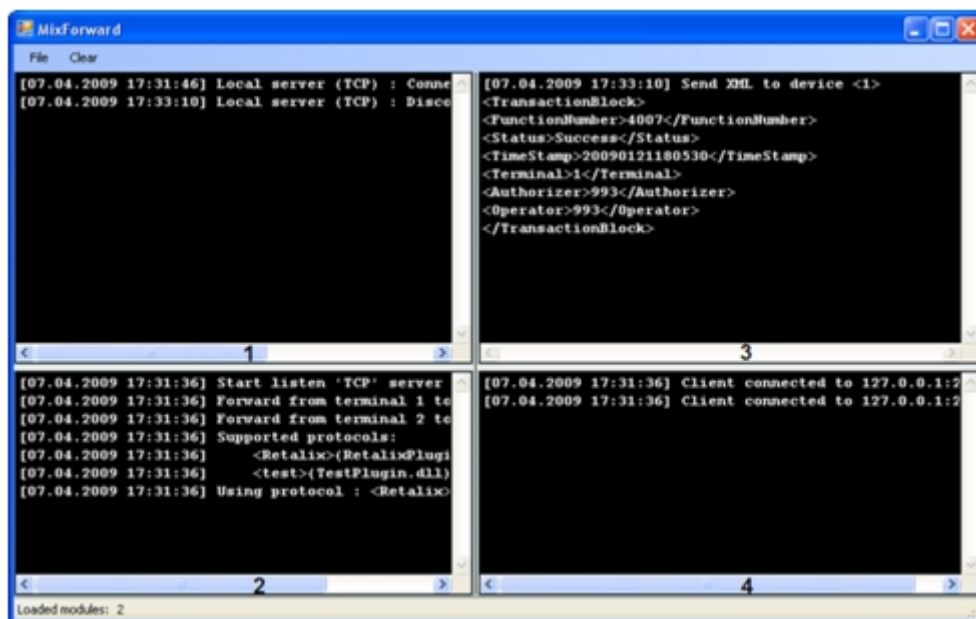 MixForward
File Clear
[07.04.2009 17:31:46] Local server (TCP) : Conne
[07.04.2009 17:33:10] Local server (TCP) : Disco
1
[07.04.2009 17:33:10] Send XML to device <1>
<TransactionBlock>
<FunctionNumber>4007</FunctionNumber>
<Status>Success</Status>
<TimeStamp>20090121180530</TimeStamp>
<Terminal>1</Terminal>
<Authorizer>993</Authorizer>
<Operator>993</Operator>
</TransactionBlock>
3
[07.04.2009 17:31:36] Start listen 'TCP' server
[07.04.2009 17:31:36] Forward from terminal 1 to
[07.04.2009 17:31:36] Forward from terminal 2 to
[07.04.2009 17:31:36] Supported protocols:
[07.04.2009 17:31:36] <Retalix>(RetalixPlugi
[07.04.2009 17:31:36] <test>(TestPlugin.dll)
[07.04.2009 17:31:36] Using protocol : <Retalix>
2
[07.04.2009 17:31:36] Client connected to 127.0.0.1:2
[07.04.2009 17:31:36] Client connected to 127.0.0.1:2
4
Loaded modules: 2